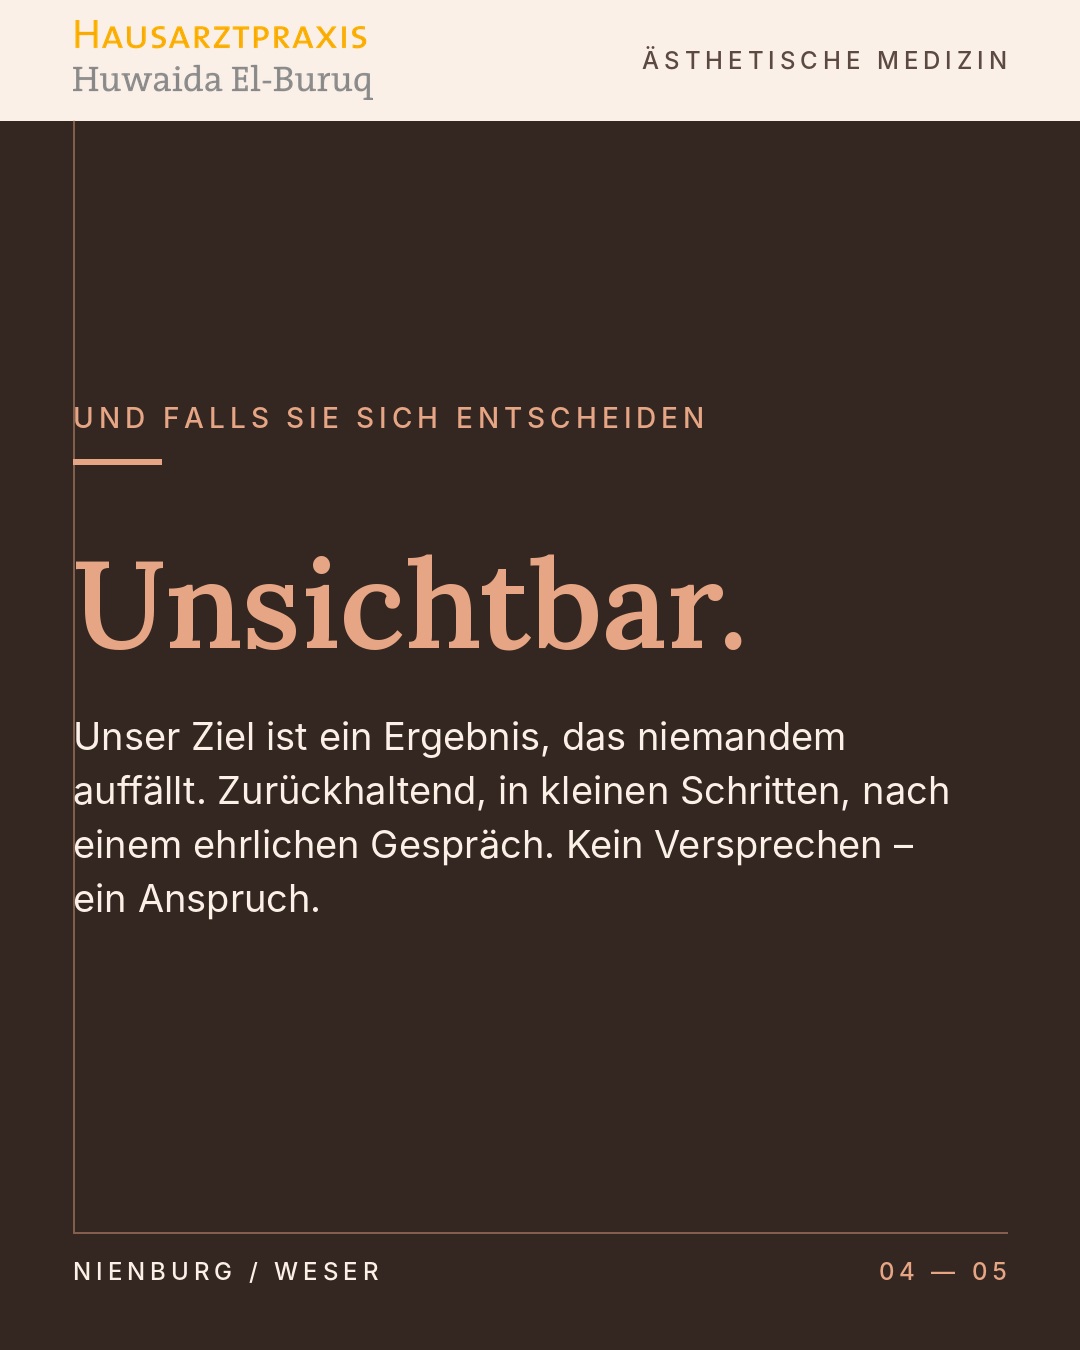 HAUSARZTPRAXIS
Huwaida El-Buruq
ÄSTHETISCHE MEDIZIN
UND FALLS SIE SICH ENTSCHEIDEN
Unsichtbar.
Unser Ziel ist ein Ergebnis, das niemandem
auffällt. Zurückhaltend, in kleinen Schritten, nach
einem ehrlichen Gespräch. Kein Versprechen –
ein Anspruch.
NIENBURG / WESER
04 — 05